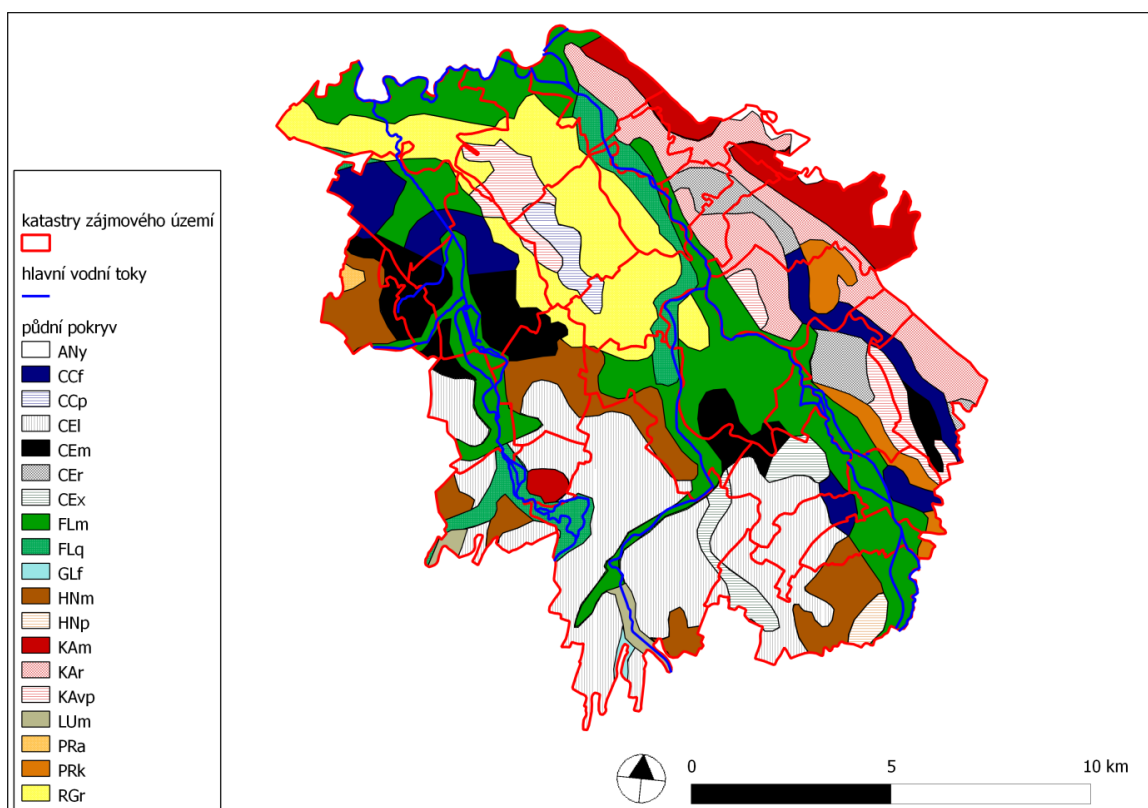 katastry zájmového území
hlavní vodní toky
půdní pokryv
ANy
CCf
CCp
CEl
CEm
CEr
CEx
FLm
FLq
GLf
HNm
HNp
KAm
KAr
KAvp
LUm
PRa
PRk
RGr
0 5 10 km